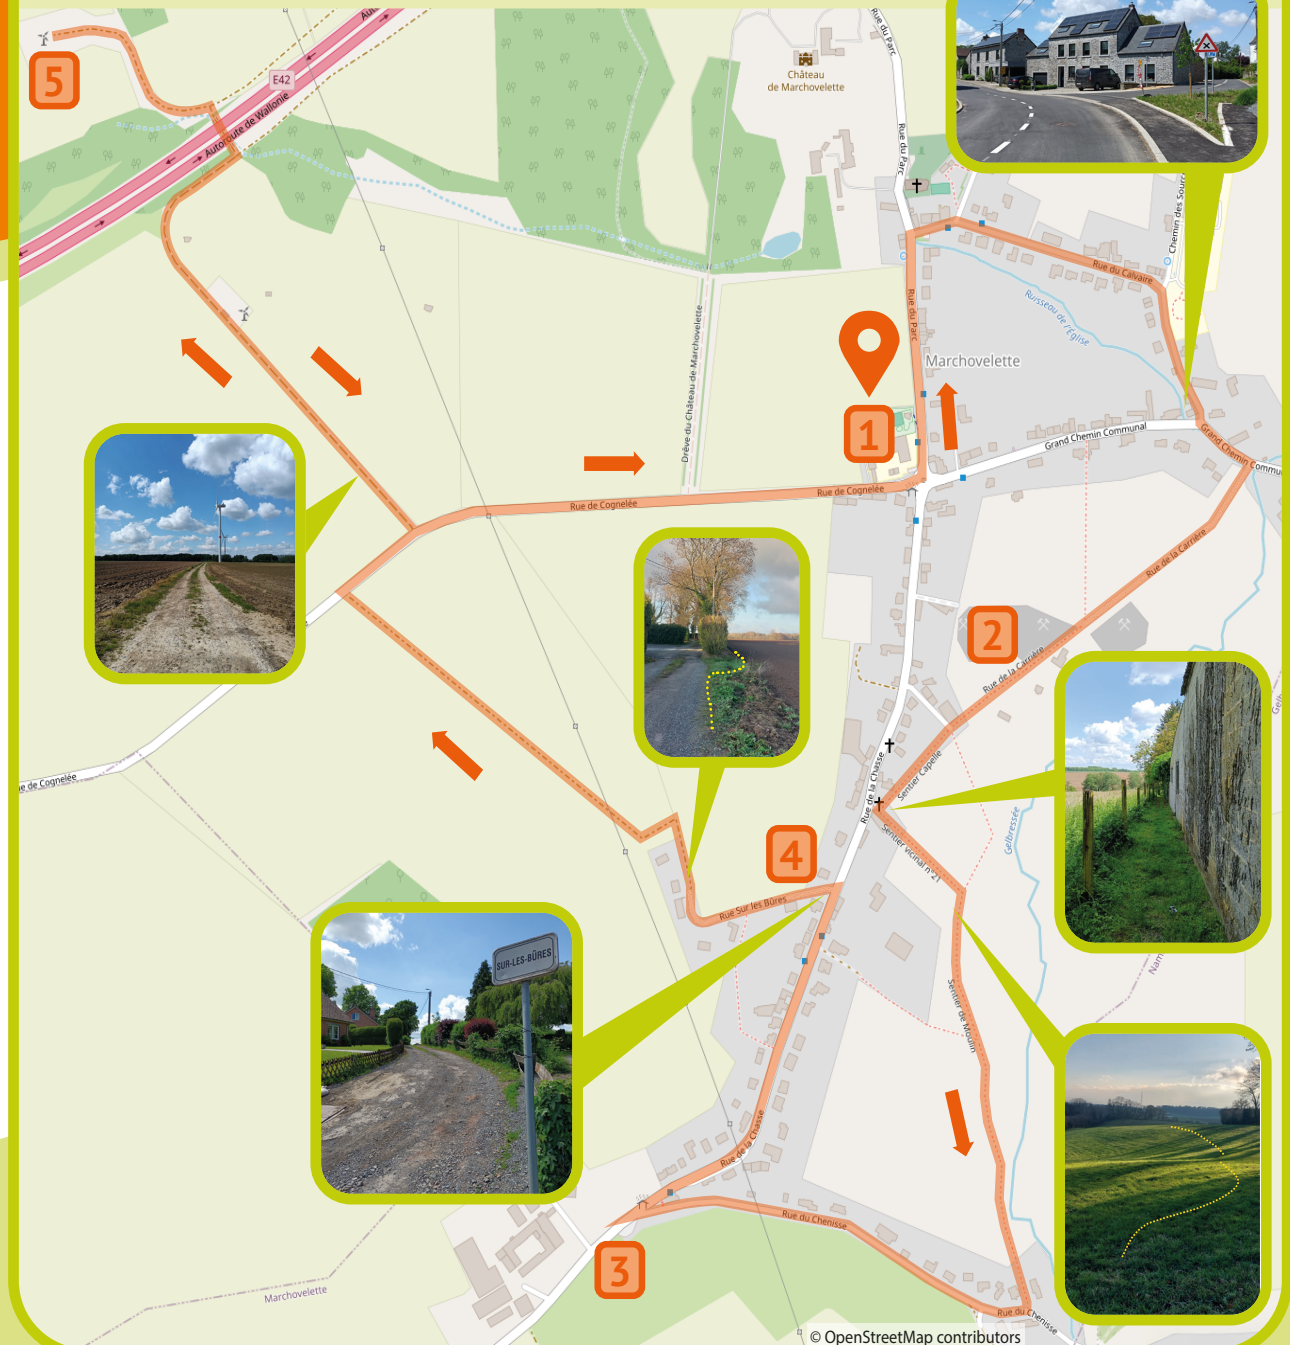 Rue du Parc
Château
de Marchovelette
E42
5
Autoroute de Wallonie
Rue du Parc
Rue du Calvaire
Ruisseau de l'Église
Rue du Parc
Marchovelette
Drève du Château de Marchovelette
1
Grand Chemin Communal
Grand Chemin Commu
Rue de Cognelée
Rue de Cognelée
Rue de la Carrière
2
Rue de la Carrière
Sentier Capelle
Rue de la Chasse
ue de Cognelée
Gelbressée
Sentier vicinal n°21
4
Rue Sur les Bûres
SUR-LES-BÛRES
Sentier de Moulin
Rue de la Chasse
Rue du Chenisse
3
Marchovelette
Rue du Chenisse
© OpenStreetMap contributors